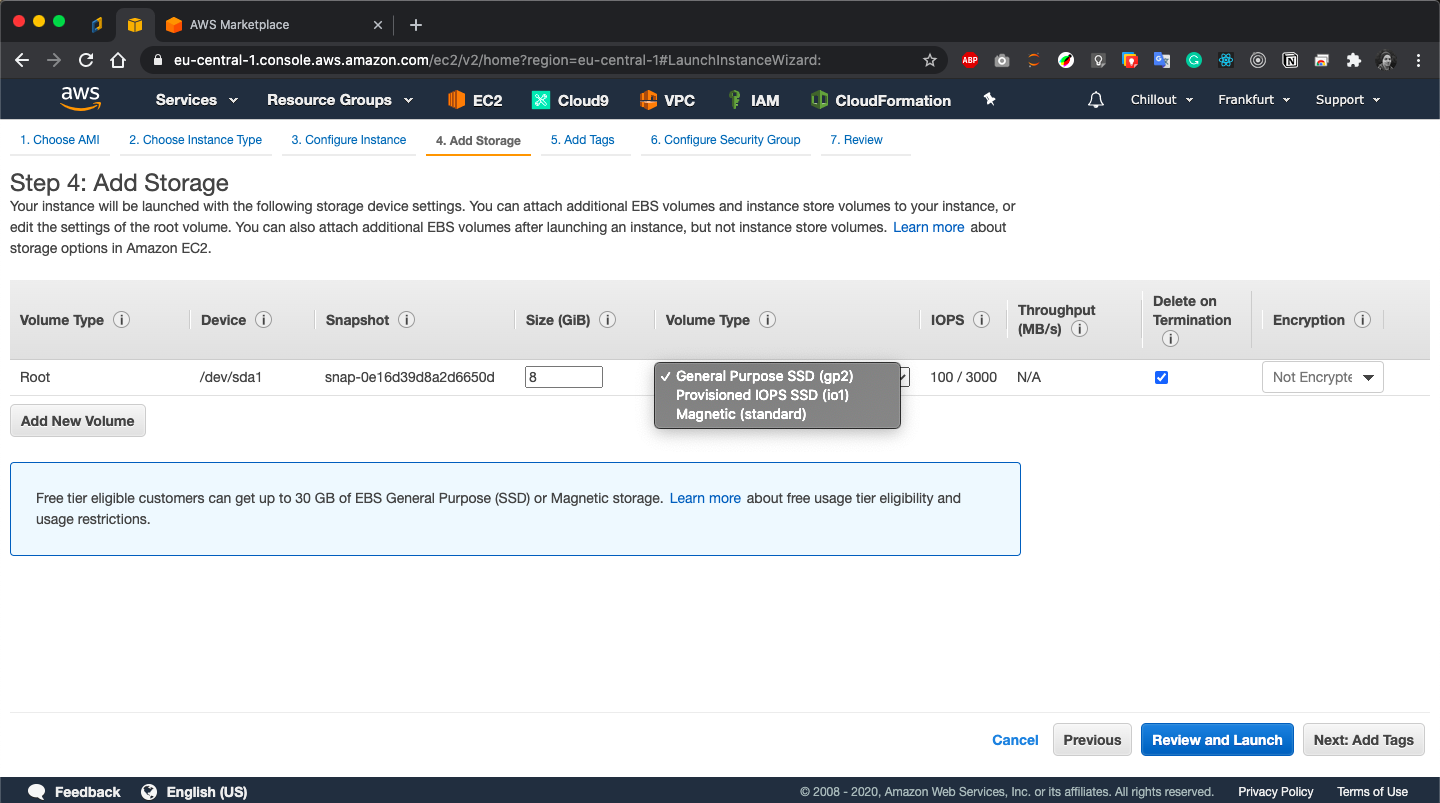 AWS Marketplace
eu-central-1.console.aws.amazon.com/ec2/v2/home?region=eu-central-1#LaunchInstanceWizard:
ABP
aws Services Resource Groups EC2 Cloud9 VPC IAM CloudFormation Chillout Frankfurt Support
1. Choose AMI 2. Choose Instance Type 3. Configure Instance 4. Add Storage 5. Add Tags 6. Configure Security Group 7. Review
Step 4: Add Storage
Your instance will be launched with the following storage device settings. You can attach additional EBS volumes and instance store volumes to your instance, or
edit the settings of the root volume. You can also attach additional EBS volumes after launching an instance, but not instance store volumes. Learn more about
storage options in Amazon EC2.
Volume Type i Device i Snapshot i Size (GiB) i Volume Type i IOPS i Throughput (MB/s) i Delete on Termination i Encryption i
Root /dev/sda1 snap-0e16d39d8a2d6650d 8 General Purpose SSD (gp2) 100 / 3000 N/A Not Encrypte
Provisioned IOPS SSD (io1)
Magnetic (standard)
Add New Volume
Free tier eligible customers can get up to 30 GB of EBS General Purpose (SSD) or Magnetic storage. Learn more about free usage tier eligibility and
usage restrictions.
Cancel Previous Review and Launch Next: Add Tags
Feedback English (US) © 2008 - 2020, Amazon Web Services, Inc. or its affiliates. All rights reserved. Privacy Policy Terms of Use